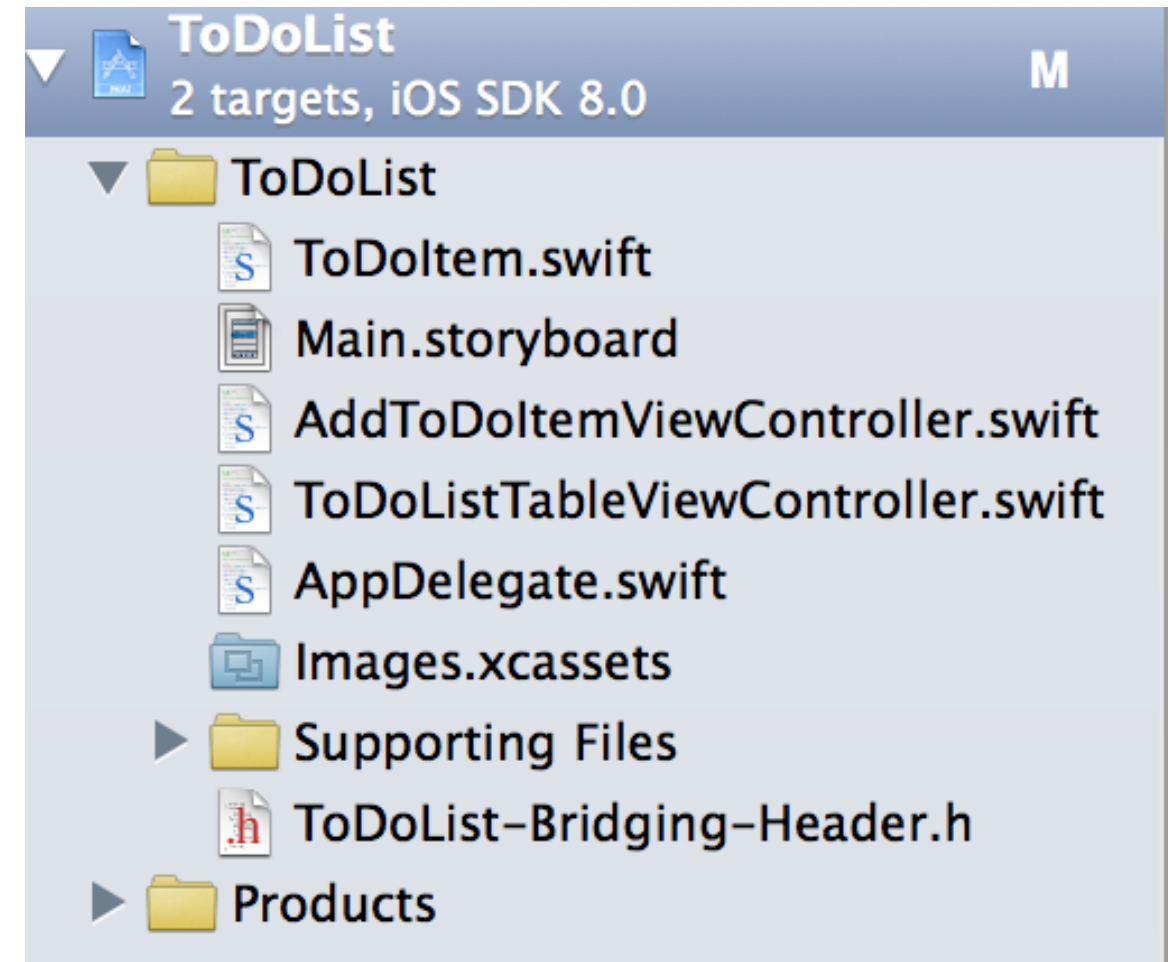 ToDoList
2 targets, iOS SDK 8.0
M
ToDoList
ToDoItem.swift
Main.storyboard
AddToDoItemViewController.swift
ToDoListTableViewController.swift
AppDelegate.swift
Images.xcassets
Supporting Files
ToDoList-Bridging-Header.h
Products